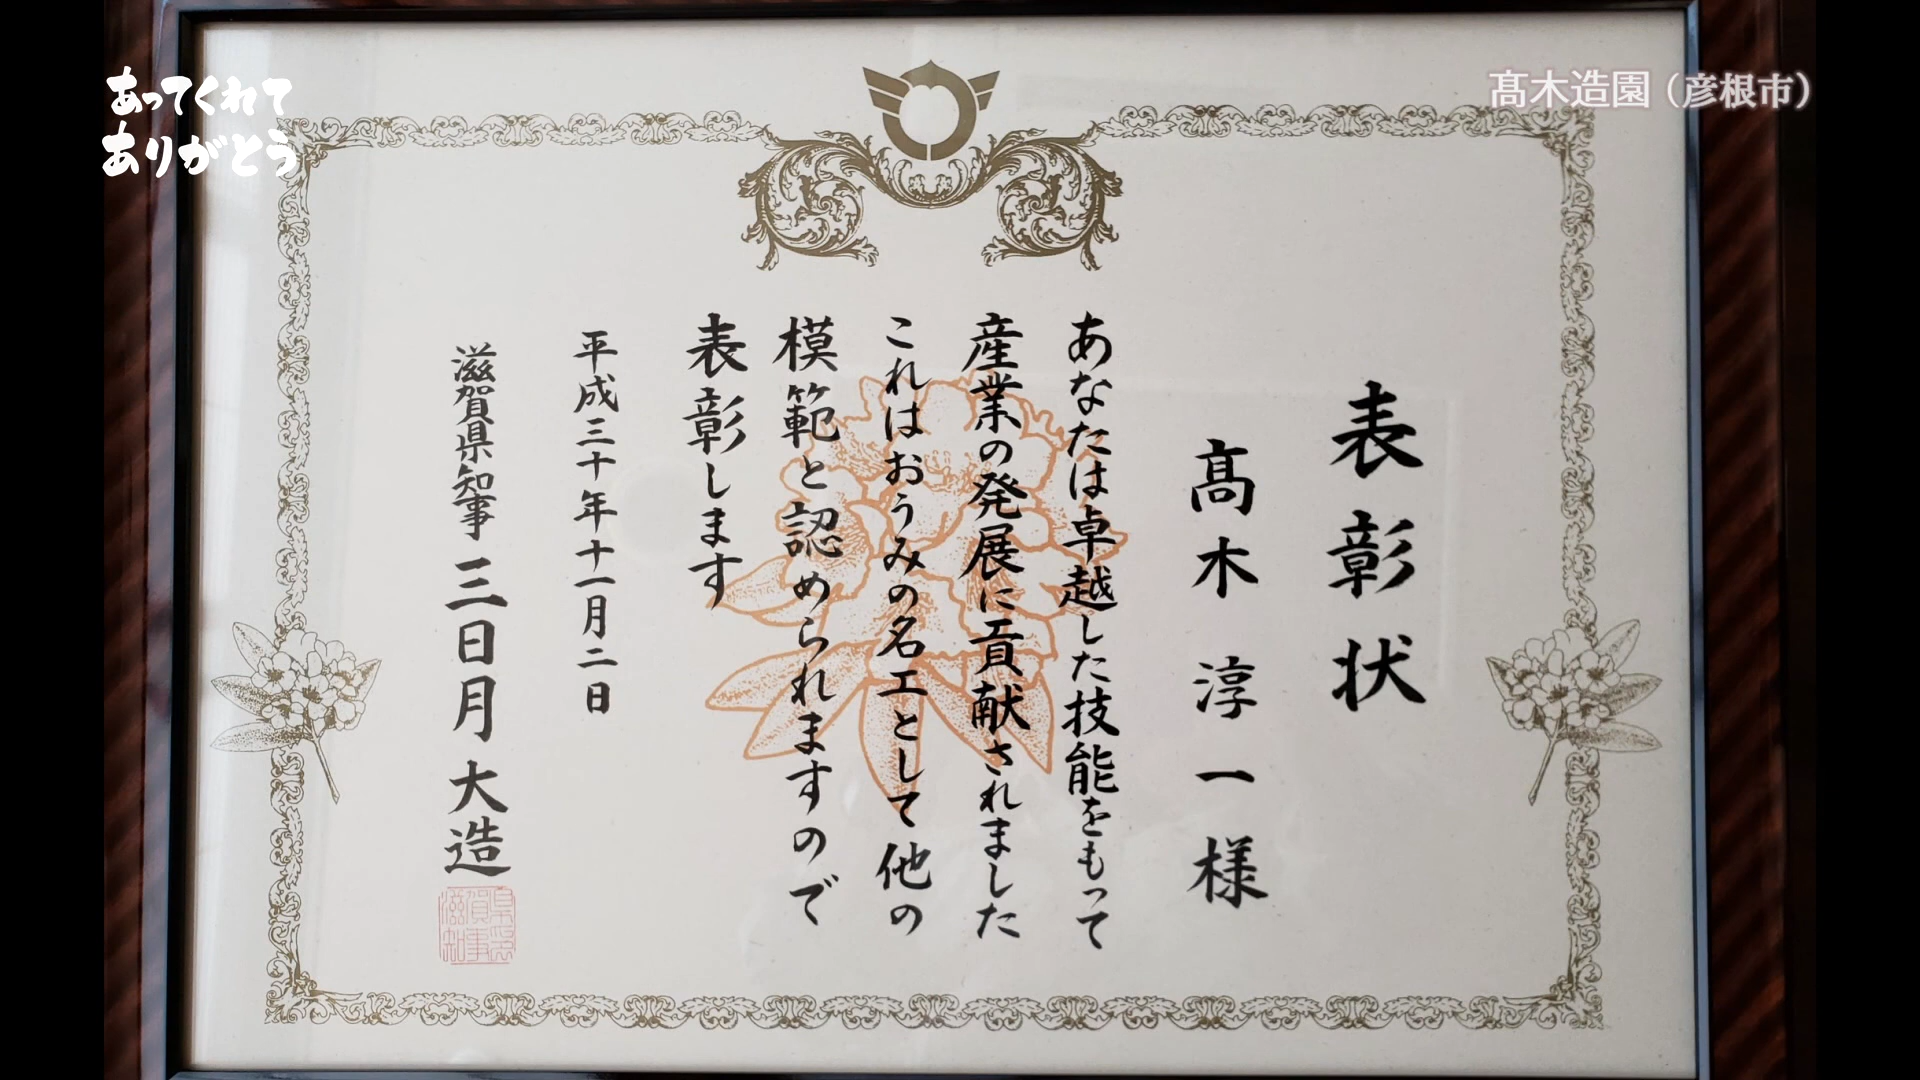 あってくれて
ありがとう
髙木造園（彦根市）
表彰状
髙木淳一様
あなたは卓越した技能をもって
産業の発展に貢献されました
これはおうみの名工として他の
模範と認められますので
表彰します
平成三十年十一月二日
滋賀県知事 三日月大造